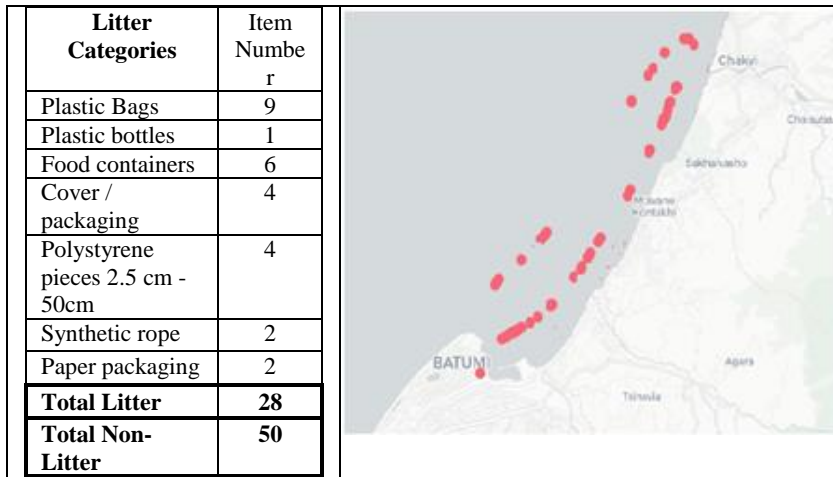 Litter
Categories
Item
Numbe
r
Plastic Bags 9
Plastic bottles 1
Food containers 6
Cover /
packaging
4
Polystyrene
pieces 2.5 cm -
50cm
4
Synthetic rope 2
Paper packaging 2
Total Litter 28
Total Non-
Litter
50
Chakvi
BATUMI
Agara